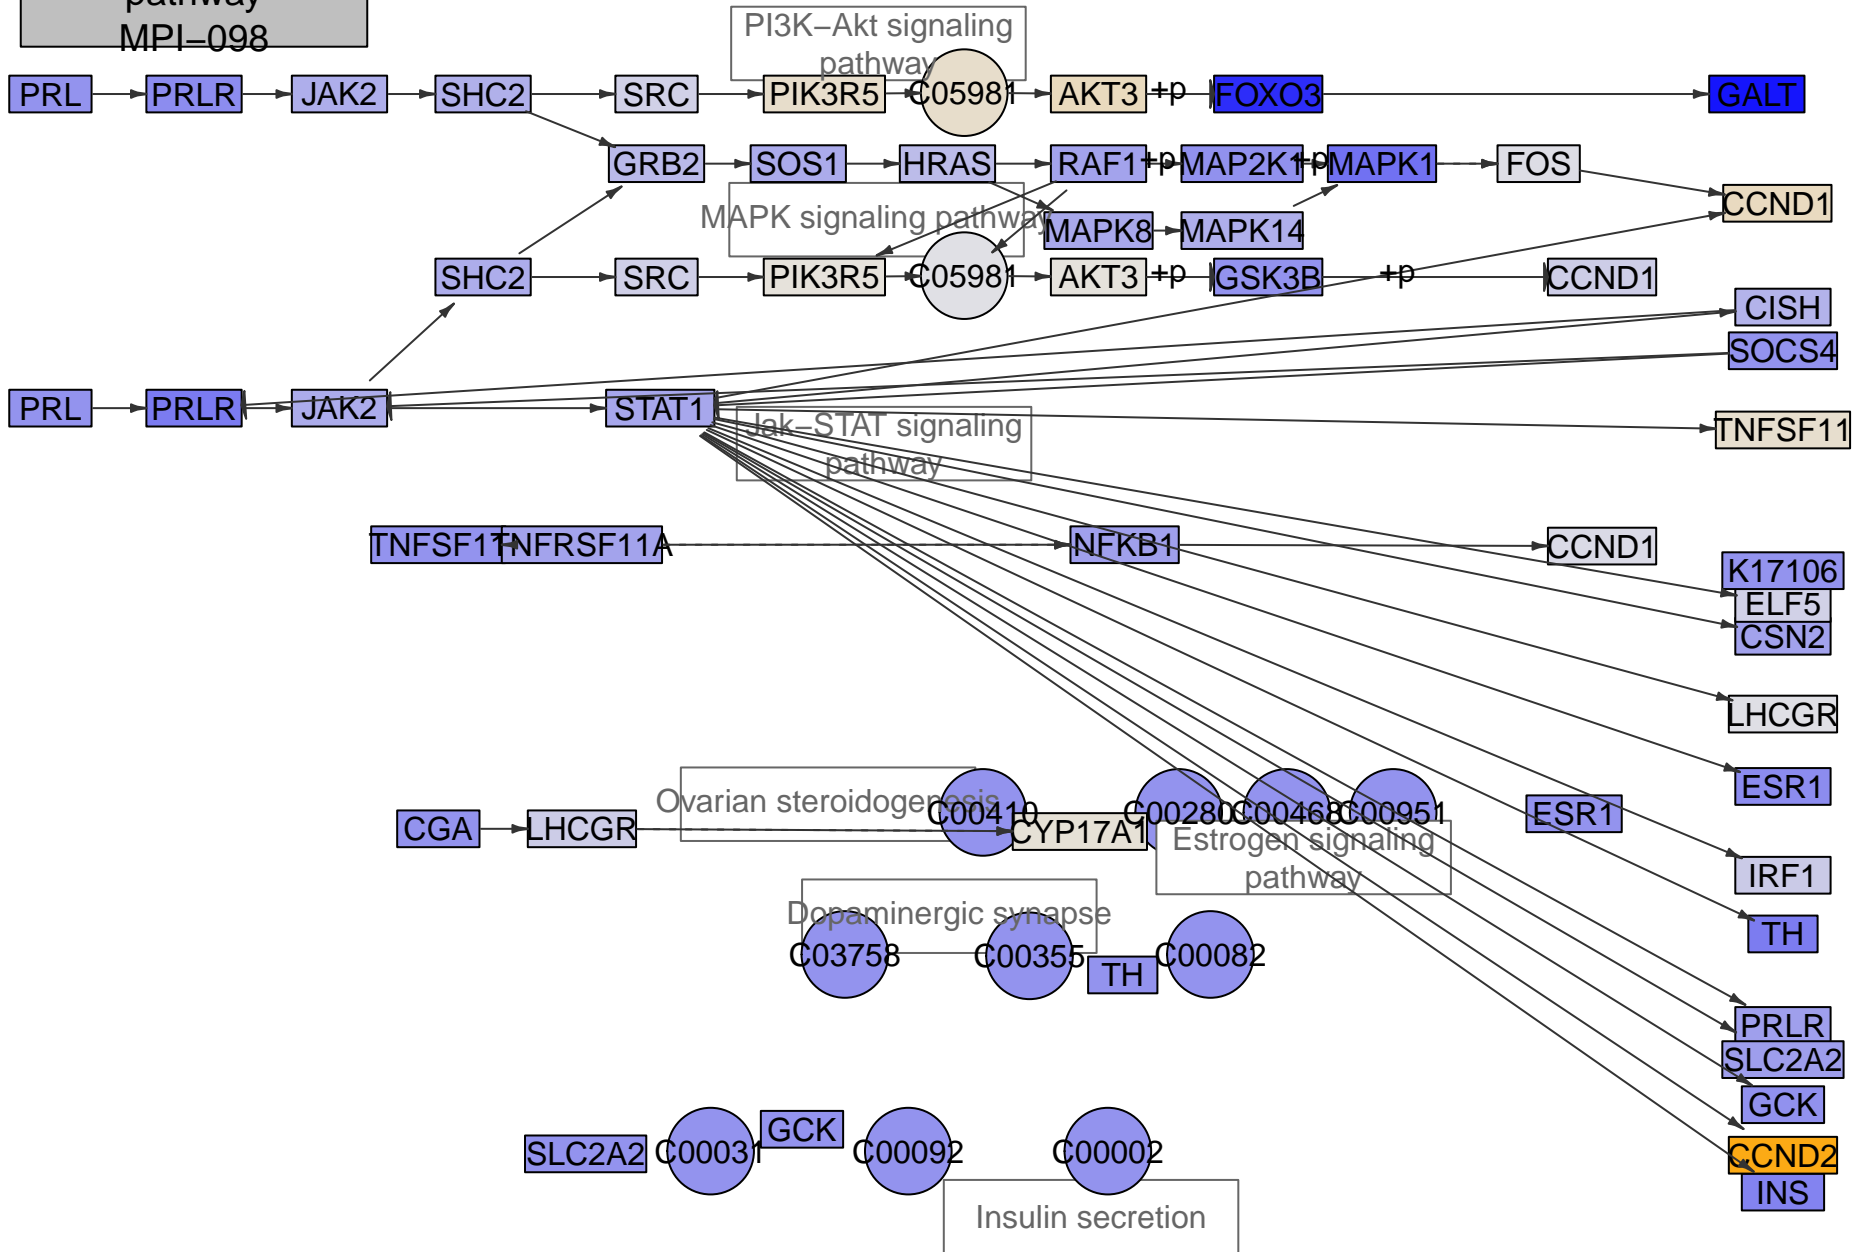 pathway
MPI−098
PI3K−Akt signaling
pathway
PRL
PRLR
JAK2
SHC2
SRC
PIK3R5
C05981
AKT3
+p
FOXO3
GALT
GRB2
SOS1
HRAS
RAF1
+p
MAP2K1
+p
MAPK1
FOS
CCND1
MAPK signaling pathway
MAPK8
MAPK14
SHC2
SRC
PIK3R5
C05981
AKT3
+p
GSK3B
+p
CCND1
CISH
SOCS4
PRL
PRLR
JAK2
STAT1
Jak−STAT signaling
pathway
TNFSF11
TNFSF11
TNFRSF11A
NFKB1
CCND1
K17106
ELF5
CSN2
LHCGR
ESR1
Ovarian steroidogenesis
C00410
C00280
C00468
C00951
ESR1
CGA
LHCGR
CYP17A1
Estrogen signaling
pathway
IRF1
Dopaminergic synapse
TH
C03758
C00355
TH
C00082
PRLR
SLC2A2
GCK
SLC2A2
C00031
GCK
C00092
C00002
CCND2
INS
Insulin secretion